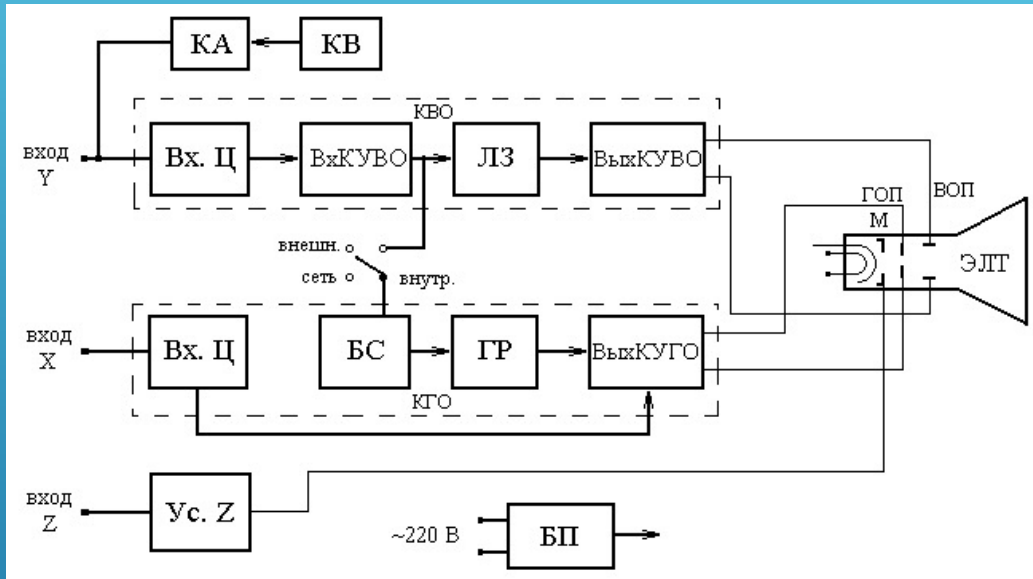 КА
КВ
КВО
вход
Y
Вх. Ц
ВхКУВО
ЛЗ
ВыхКУВО
ГОП
ВОП
М
ЭЛТ
внешн.
сеть
внутр.
вход
X
Вх. Ц
БС
ГР
ВыхКУГО
КГО
вход
Z
Ус. Z
~220 В
БП